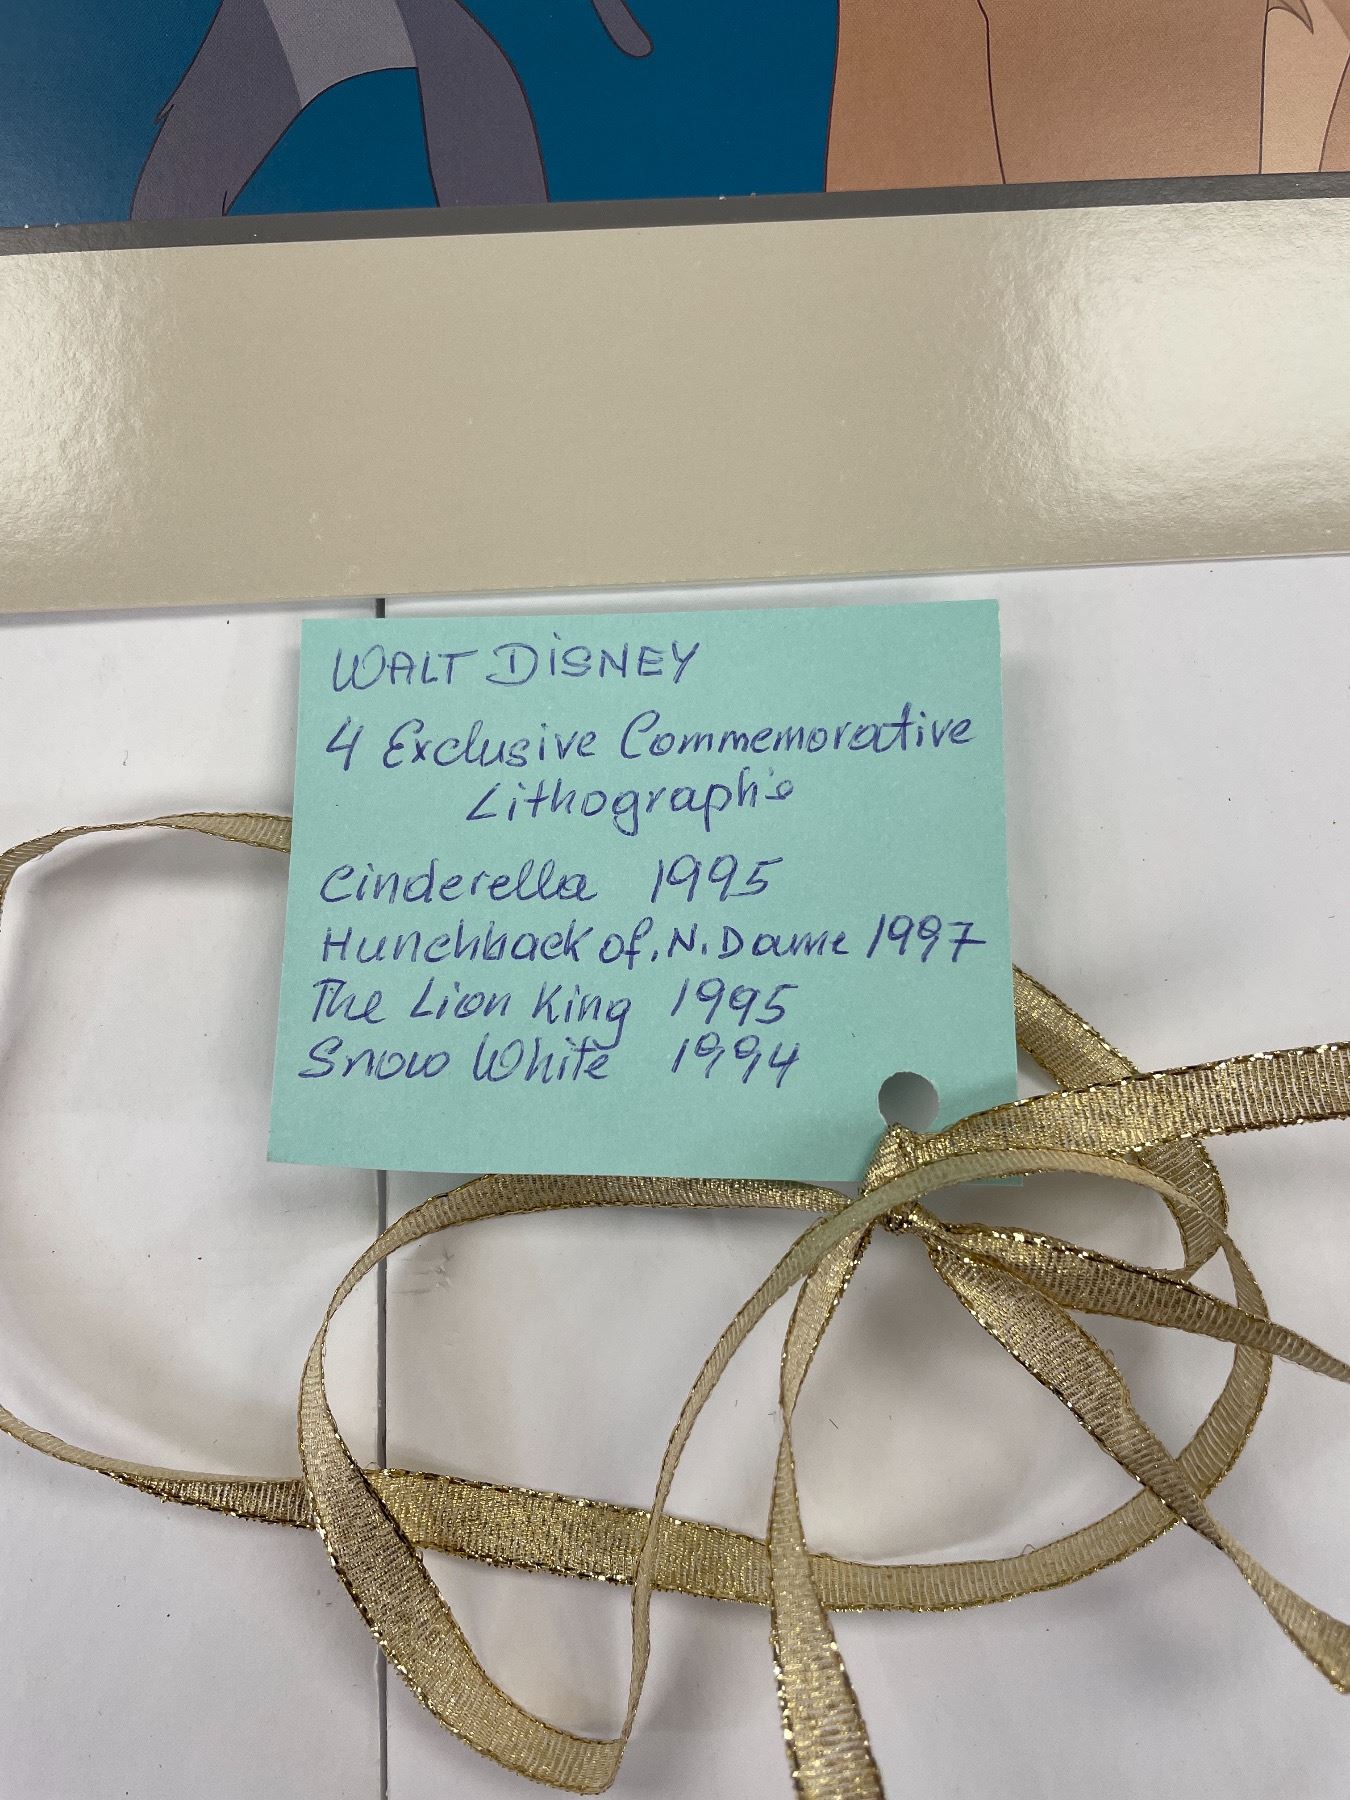 WALT DiSNEY
4 Exclusive Commemorative
Lithograph's
Cinderella 1995
Hunchback of. N. Dame 1997
The Lion King 1995
Snow White 1994